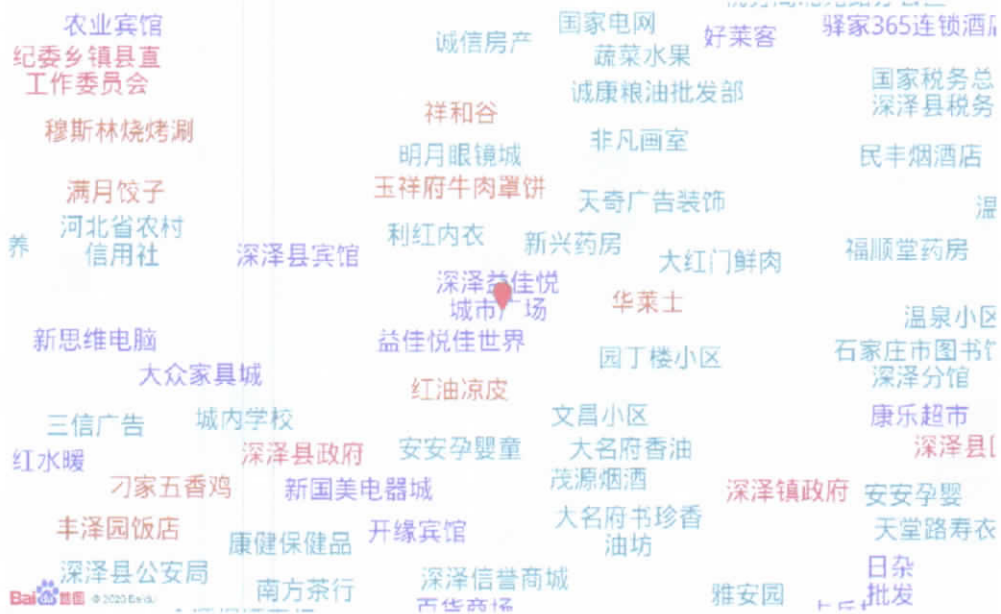 农业宾馆
诚信房产
国家电网
好莱客
驿家365连锁酒店
纪委乡镇县直
工作委员会
蔬菜水果
国家税务总
深泽县税务
诚康粮油批发部
祥和谷
穆斯林烧烤涮
非凡画室
明月眼镜城
民丰烟酒店
满月饺子
玉祥府牛肉罩饼
天奇广告装饰
温
河北省农村
信用社
养
利红内衣
新兴药房
深泽县宾馆
大红门鲜肉
福顺堂药房
深泽益佳悦
城市广场
华莱士
温泉小区
新思维电脑
益佳悦佳世界
园丁楼小区
石家庄市图书馆
深泽分馆
大众家具城
红油凉皮
三信广告
城内学校
文昌小区
康乐超市
红水暖
深泽县政府
安安孕婴童
大名府香油
深泽县
刁家五香鸡
新国美电器城
茂源烟酒
深泽镇政府
安安孕婴
丰泽园饭店
康健保健品
开缘宾馆
大名府书珍香
油坊
天堂路寿衣
深泽县公安局
南方茶行
深泽信誉商城
雅安园
日杂
批发
Bai地图
© 2020 Baidu
百货商场